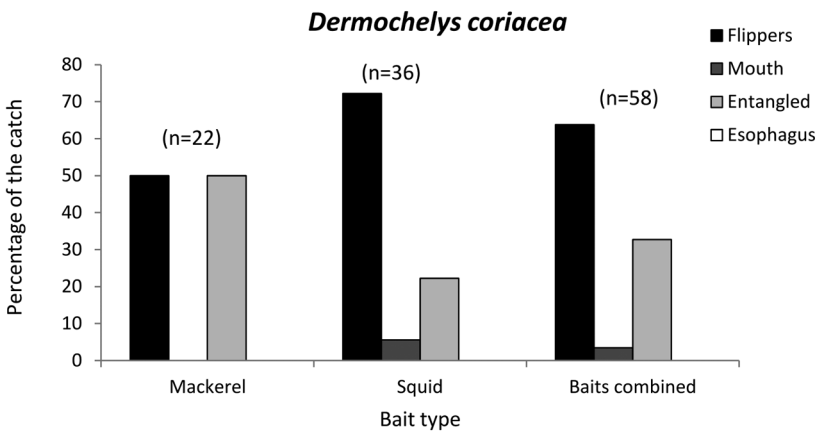 Dermochelys coriacea
Flippers
Mouth
Entangled
Esophagus
Percentage of the catch
80
70
60
50
40
30
20
10
0
(n=22)
(n=36)
(n=58)
Mackerel
Squid
Baits combined
Bait type